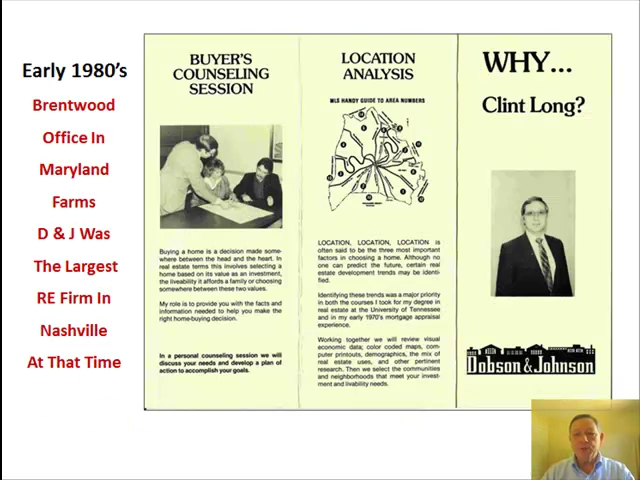 Early 1980's
Brentwood
Office In
Maryland
Farms
D & J Was
The Largest
RE Firm In
Nashville
At That Time
BUYER'S
COUNSELING
SESSION
Buying a home is a decision made some-
where between the head and the heart. In
real estate terms this involves selecting a
home based on its value as an investment,
the liveability it affords a family or choosing
somewhere between these two values.
My role is to provide you with the facts and
information needed to help you make the
right home-buying decision.
In a personal counseling session we will
discuss your needs and develop a plan of
action to accomplish your goals.
LOCATION
ANALYSIS
MLS HANDY GUIDE TO AREA NUMBERS
LOCATION, LOCATION, LOCATION is
often said to be the three most important
factors in choosing a home. Although no
one can predict the future, certain real
estate development trends may be identi-
fied.
Identifying these trends was a major priority
in both the courses I took for my degree in
real estate at the University of Tennessee
and in my early 1970's mortgage appraisal
experience.
Working together we will review visual
economic data; color coded maps, com-
puter printouts, demographics, the mix of
real estate uses, and other pertinent
research. Then we select the communities
and neighborhoods that meet your invest-
ment and livability needs.
WHY...
Clint Long?
Dobson & Johnson